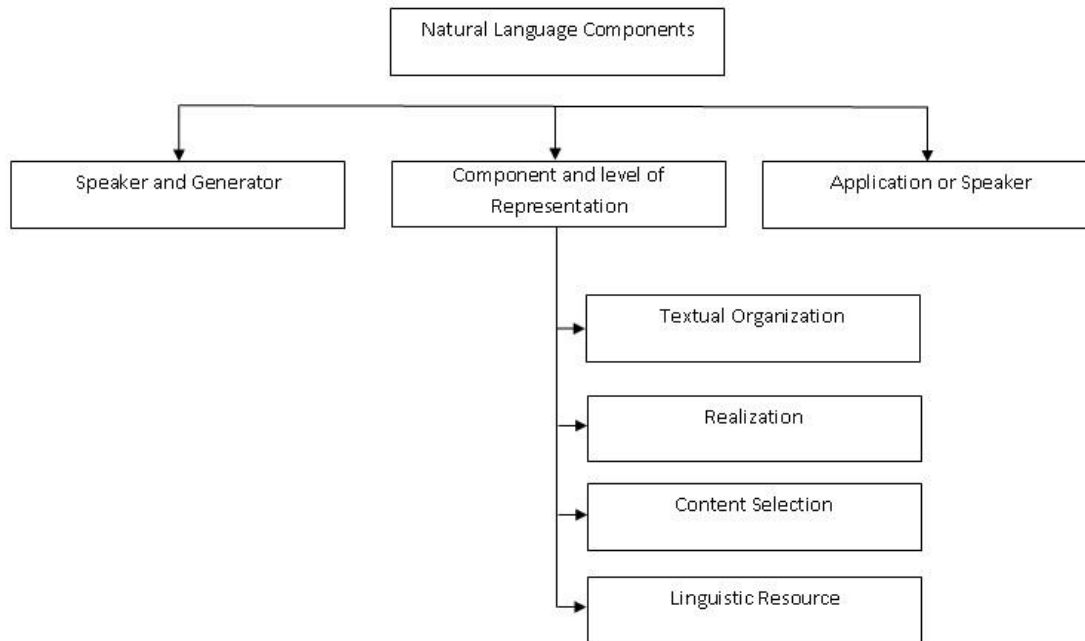 Natural Language Components
Speaker and Generator
Component and level of
Representation
Application or Speaker
Textual Organization
Realization
Content Selection
Linguistic Resource